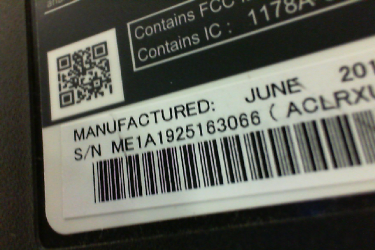 Contains FCC
Contains IC : 1178A
MANUFACTURED: JUNE 201
S/N ME1A1925163066 ( ACLRXU